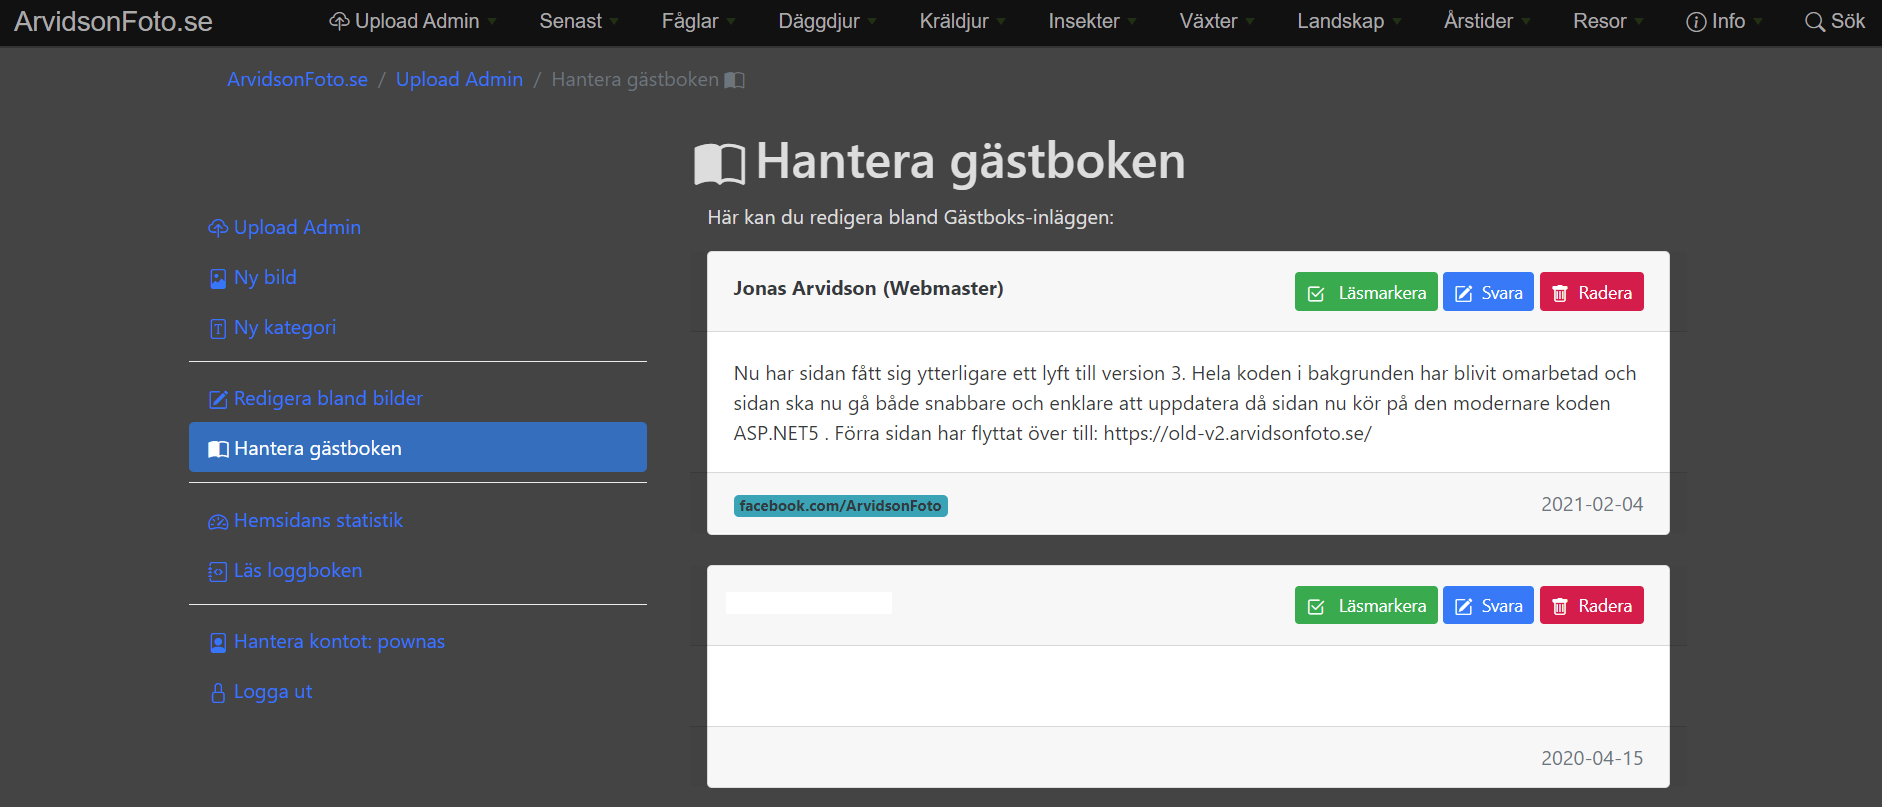 ArvidsonFoto.se Upload Admin Senast Fåglar Däggdjur Kräldjur Insekter Växter Landskap Årstider Resor Info Sök
ArvidsonFoto.se / Upload Admin / Hantera gästboken
Hantera gästboken
Här kan du redigera bland Gästboks-inläggen:
Upload Admin
Ny bild
Ny kategori
Redigera bland bilder
Hantera gästboken
Hemsidans statistik
Läs loggboken
Hantera kontot: pownas
Logga ut
Jonas Arvidson (Webmaster) Läsmarkera Svara Radera
Nu har sidan fått sig ytterligare ett lyft till version 3. Hela koden i bakgrunden har blivit omarbetad och
sidan ska nu gå både snabbare och enklare att uppdatera då sidan nu kör på den modernare koden
ASP.NET5 . Förra sidan har flyttat över till: https://old-v2.arvidsonfoto.se/
facebook.com/ArvidsonFoto 2021-02-04
Läsmarkera Svara Radera
2020-04-15